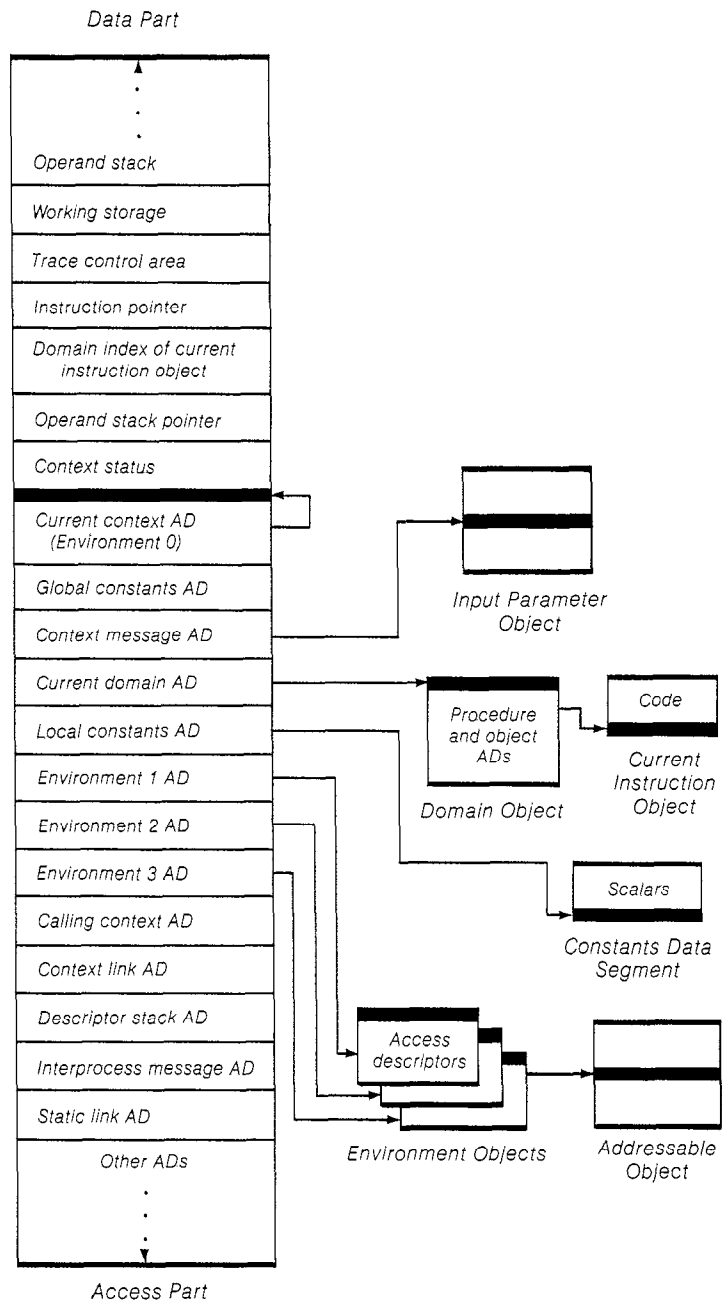 Data Part
Operand stack
Working storage
Trace control area
Instruction pointer
Domain index of current
instruction object
Operand stack pointer
Context status
Current context AD
(Environment 0)
Global constants AD
Context message AD
Current domain AD
Local constants AD
Environment 1 AD
Environment 2 AD
Environment 3 AD
Calling context AD
Context link AD
Descriptor stack AD
Interprocess message AD
Static link AD
Other ADs
Access Part
Input Parameter
Object
Procedure
and object
ADs
Domain Object
Code
Current
Instruction
Object
Scalars
Constants Data
Segment
Access
descriptors
Environment Objects
Addressable
Object